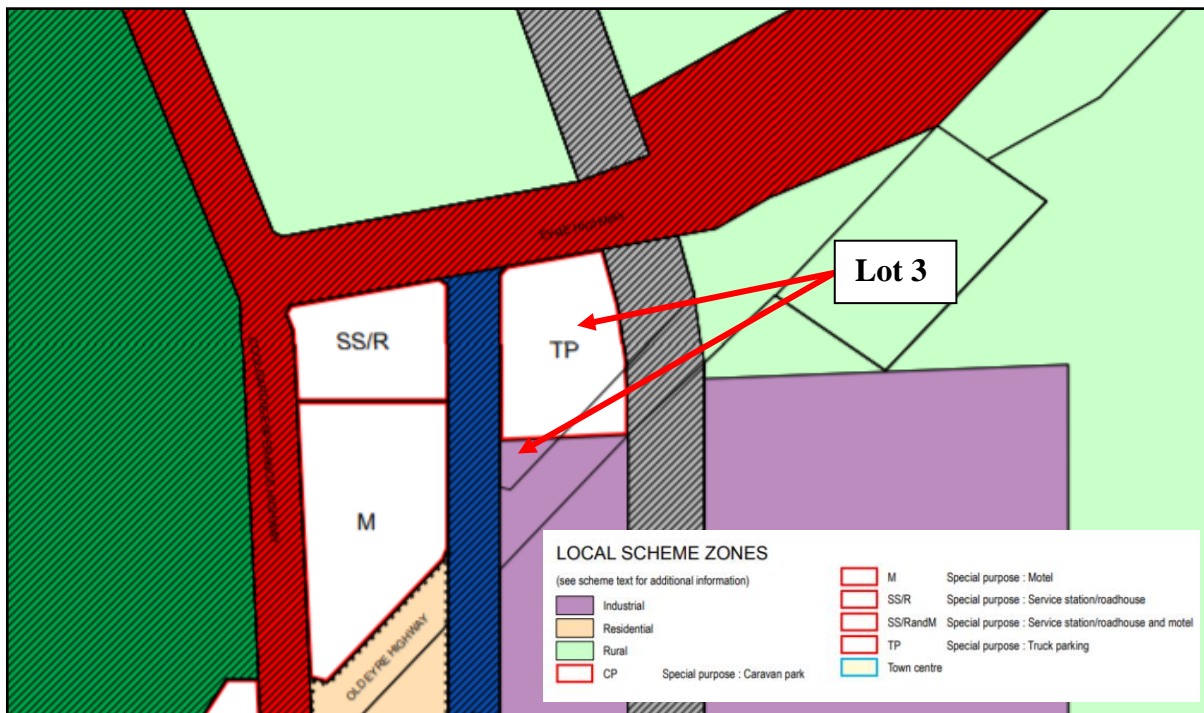 EYRE HIGHWAY
Lot 3
SS/R
TP
M
OLD EYRE HIGHWAY
LOCAL SCHEME ZONES
(see scheme text for additional information)
Industrial
Residential
Rural
CP Special purpose : Caravan park
M Special purpose : Motel
SS/R Special purpose : Service station/roadhouse
SS/RandM Special purpose : Service station/roadhouse and motel
TP Special purpose : Truck parking
Town centre